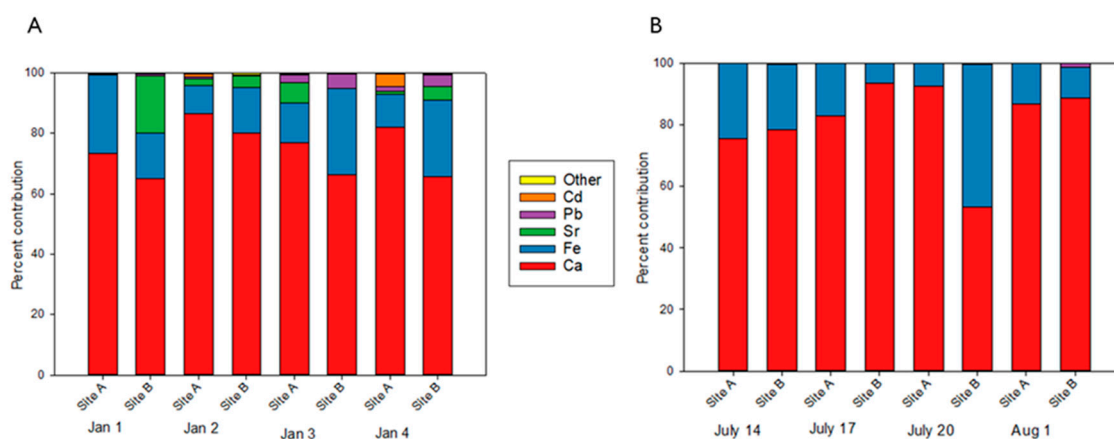 A
Percent contribution
100
80
60
40
20
0
Site A
Site B
Site A
Site B
Site A
Site B
Site A
Site B
Jan 1
Jan 2
Jan 3
Jan 4
Other
Cd
Pb
Sr
Fe
Ca
B
Percent contribution
100
80
60
40
20
0
Site A
Site B
Site A
Site B
Site A
Site B
Site A
Site B
July 14
July 17
July 20
Aug 1